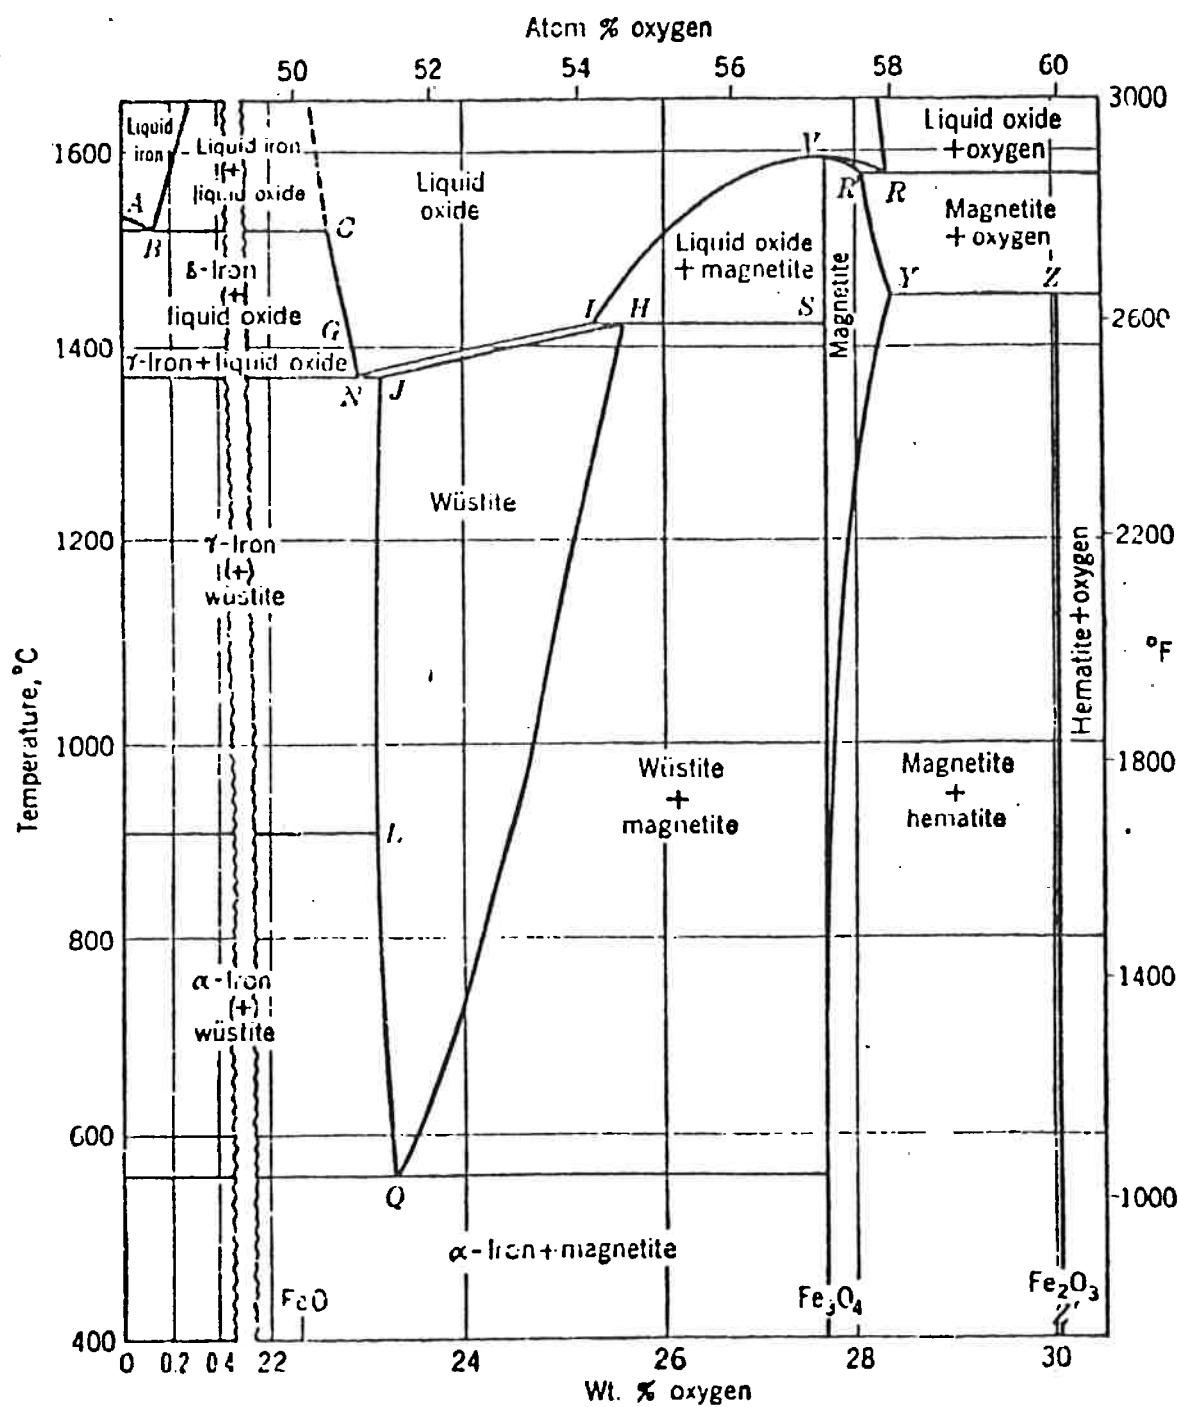 Atom % oxygen
50 52 54 56 58 60
3000
Liquid iron
Liquid iron (+) liquid oxide
Liquid oxide
V
Liquid oxide + oxygen
1600
A
B
C
R' R
Liquid oxide + magnetite
Magnetite + oxygen
ß-Iron + liquid oxide
G
I H S
Magnetite
Y Z
2600
1400
γ-Iron + liquid oxide
N J
Wüstite
1200
2200
γ-Iron (+) wüstite
Hematite + oxygen
°F
Temperature, °C
1000
Wüstite + magnetite
Magnetite + hematite
1800
L
800
α-Iron (+) wüstite
1400
600
Q
1000
α-Iron + magnetite
FeO
Fe₃O₄
Fe₂O₃
Z'
400
0 0.2 0.4 22 24 26 28 30
Wt. % oxygen